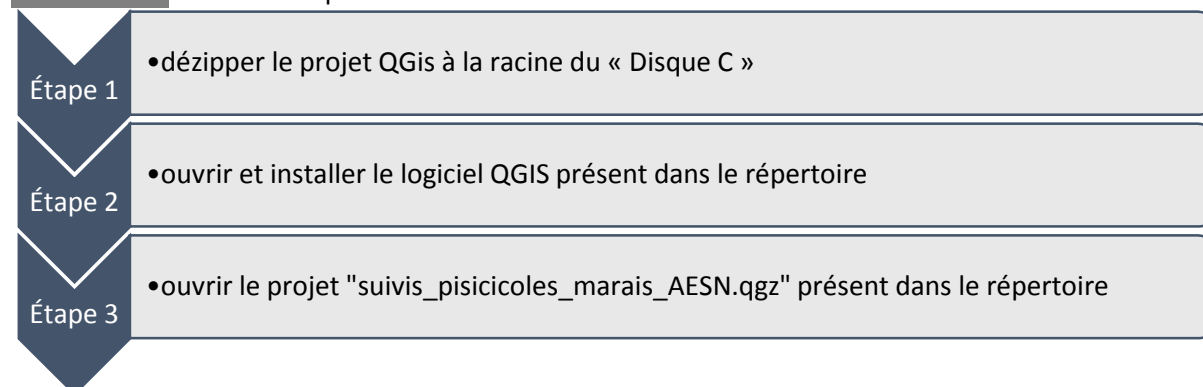 Étape 1
•dézipper le projet QGis à la racine du « Disque C »
Étape 2
•ouvrir et installer le logiciel QGIS présent dans le répertoire
Étape 3
•ouvrir le projet "suivis_pisicicoles_marais_AESN.qgz" présent dans le répertoire